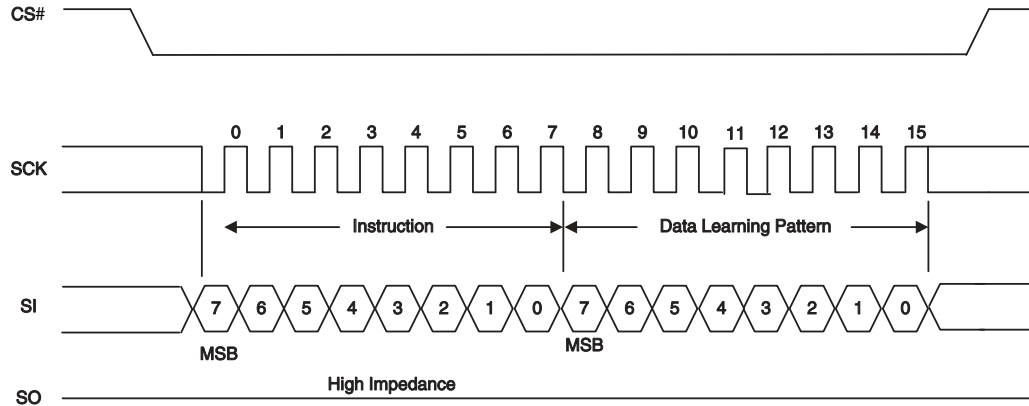 CS#
0 1 2 3 4 5 6 7 8 9 10 11 12 13 14 15
SCK
Instruction Data Learning Pattern
SI 7 6 5 4 3 2 1 0 7 6 5 4 3 2 1 0
MSB MSB
High Impedance
SO